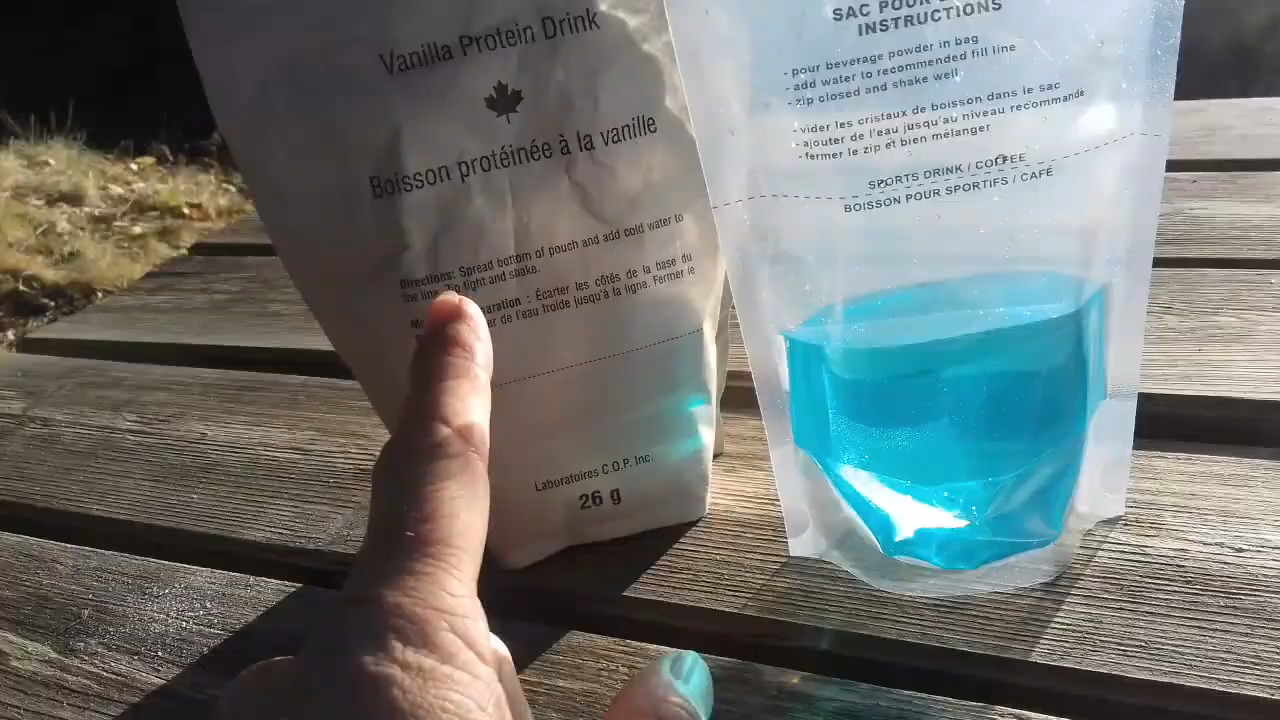 Vanilla Protein Drink
Boisson protéinée à la vanille
Directions: Spread bottom of pouch and add cold water to
the line. Zip tight and shake.
: Écarter les côtés de la base du
de l'eau froide jusqu'à la ligne. Fermer le
Laboratoires C.O.P. Inc.
26 g
SAC POUR
INSTRUCTIONS
- pour beverage powder in bag
- add water to recommended fill line
- zip closed and shake well
- vider les cristaux de boisson dans le sac
- ajouter de l'eau jusqu'au niveau recommandé
- fermer le zip et bien mélanger
SPORTS DRINK / COFFEE
BOISSON POUR SPORTIFS / CAFÉ